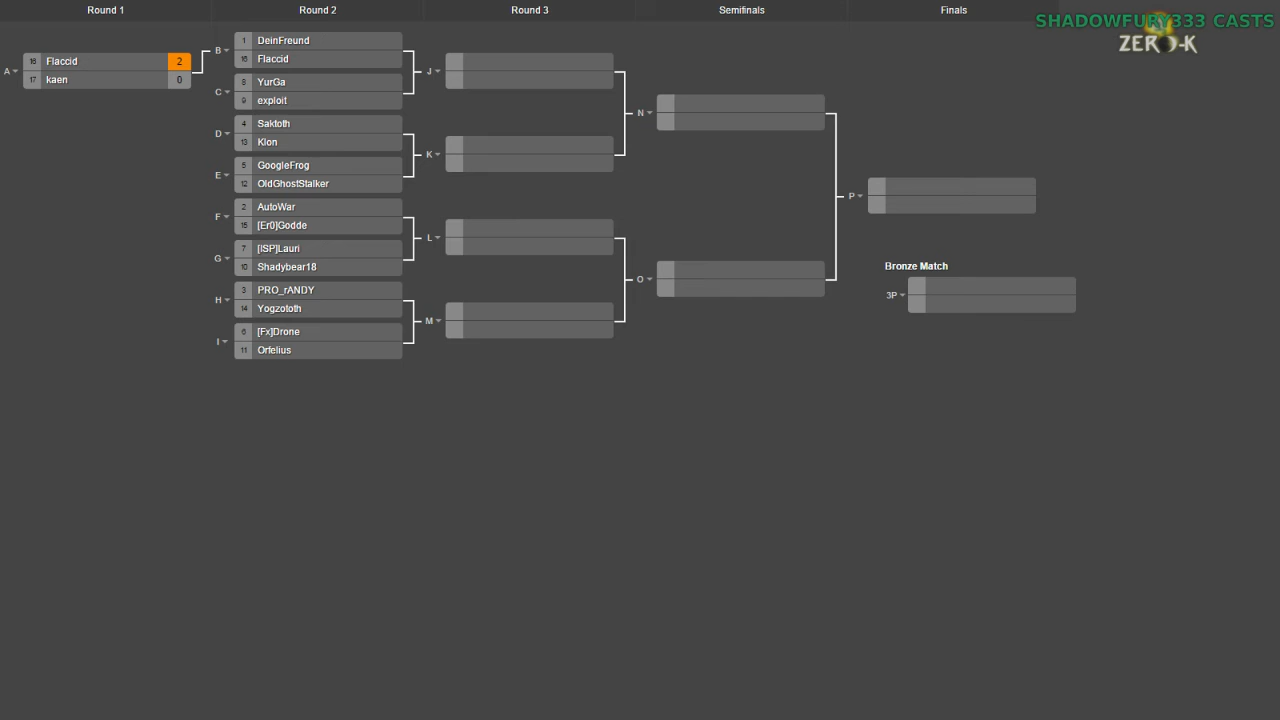 Round 1
Round 2
Round 3
Semifinals
Finals
SHADOWFURY333 CASTS
ZERO-K
A
16 Flaccid 2
17 kaen 0
B
1 DeinFreund
16 Flaccid
C
8 YurGa
9 exploit
D
4 Saktoth
13 Klon
E
5 GoogleFrog
12 OldGhostStalker
F
2 AutoWar
15 [Er0]Godde
G
7 [ISP]Lauri
10 Shadybear18
H
3 PRO_rANDY
14 Yogzototh
I
6 [Fx]Drone
11 Orfelius
J
K
L
M
N
O
P
Bronze Match
3P